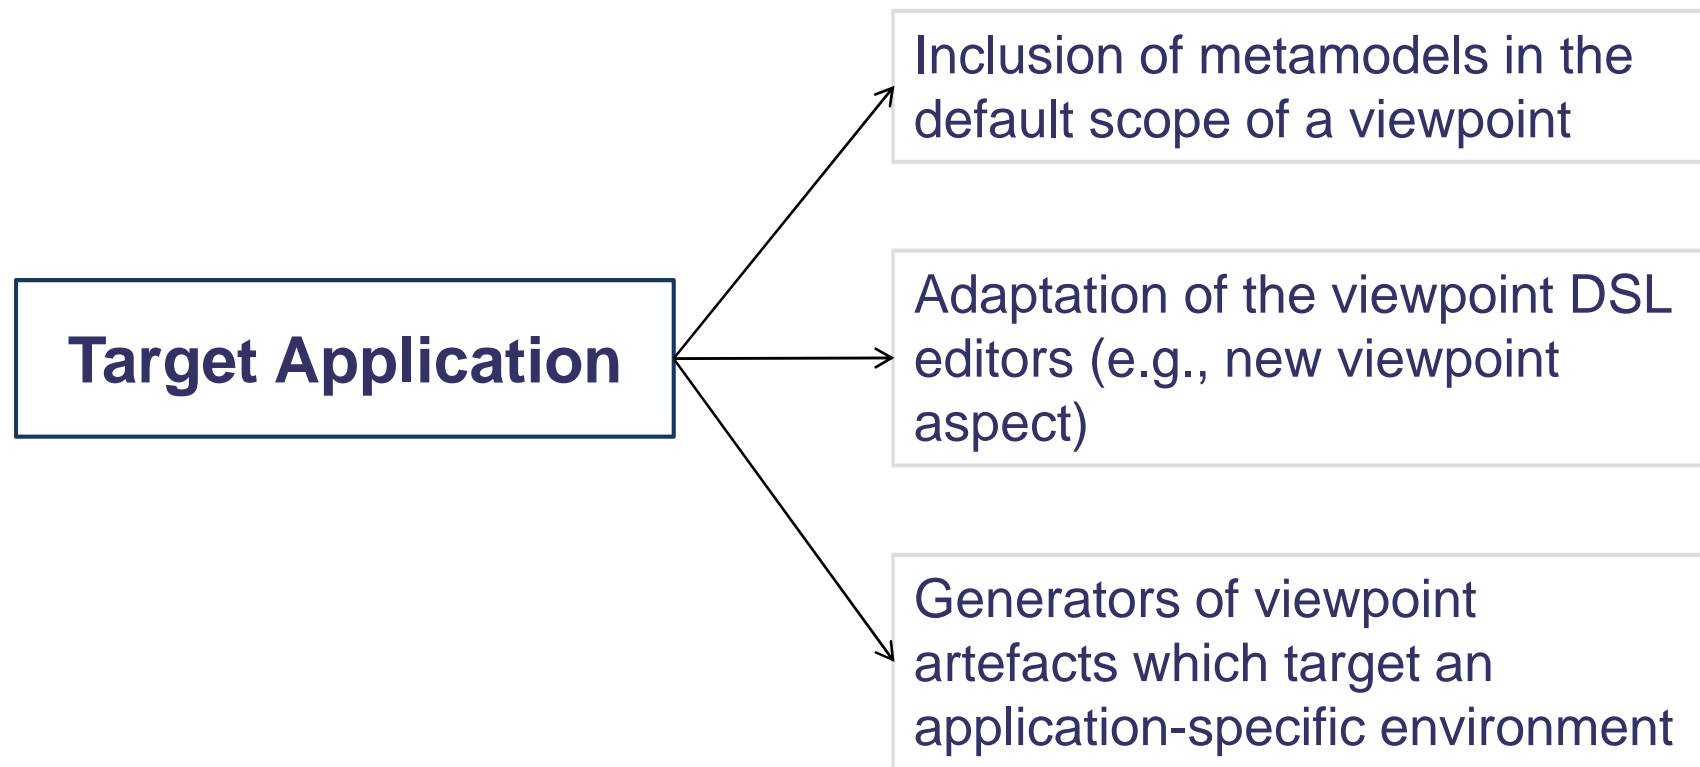 Inclusion of metamodels in the
default scope of a viewpoint
Target Application
Adaptation of the viewpoint DSL
editors (e.g., new viewpoint
aspect)
Generators of viewpoint
artefacts which target an
application-specific environment